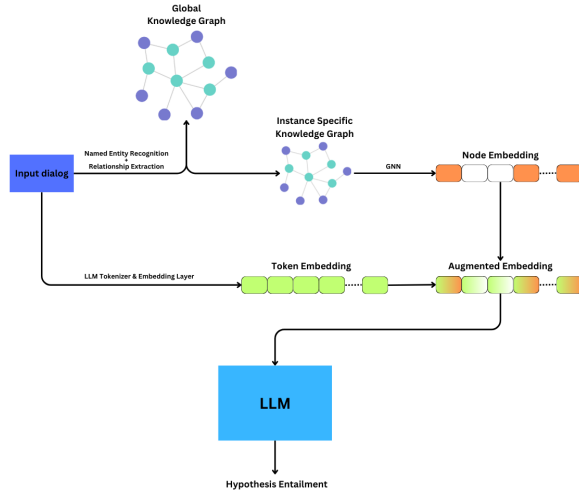 Global
Knowledge Graph
Instance Specific
Knowledge Graph
Named Entity Recognition
+
Relationship Extraction
Input dialog
GNN
Node Embedding
LLM Tokenizer & Embedding Layer
Token Embedding
Augmented Embedding
LLM
Hypothesis Entailment